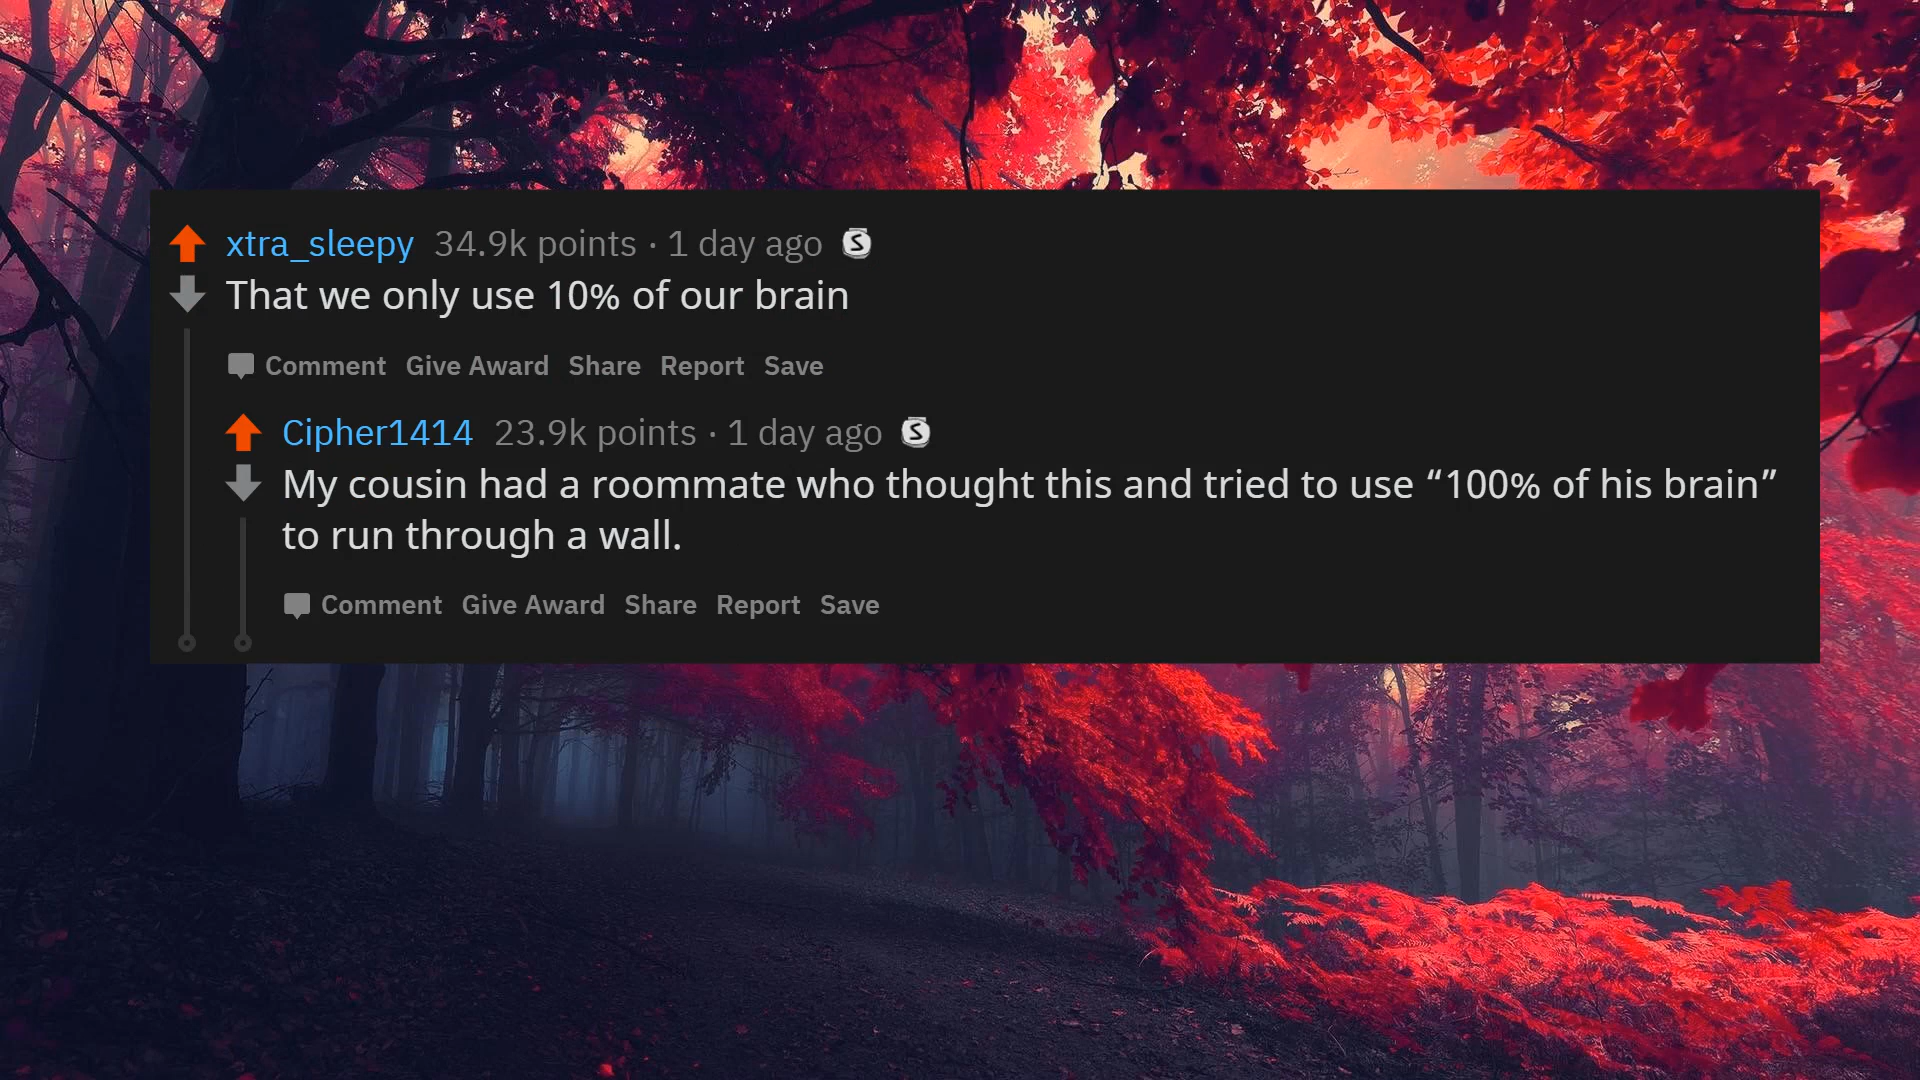 xtra_sleepy 34.9k points · 1 day ago S
That we only use 10% of our brain
Comment Give Award Share Report Save
Cipher1414 23.9k points · 1 day ago S
My cousin had a roommate who thought this and tried to use “100% of his brain”
to run through a wall.
Comment Give Award Share Report Save